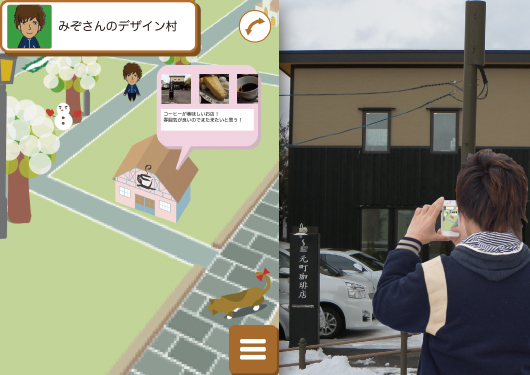 みぞさんのデザイン村
コーヒーが美味しいお店！
雰囲気が良いのでまた来たいと思う！
元町珈琲店